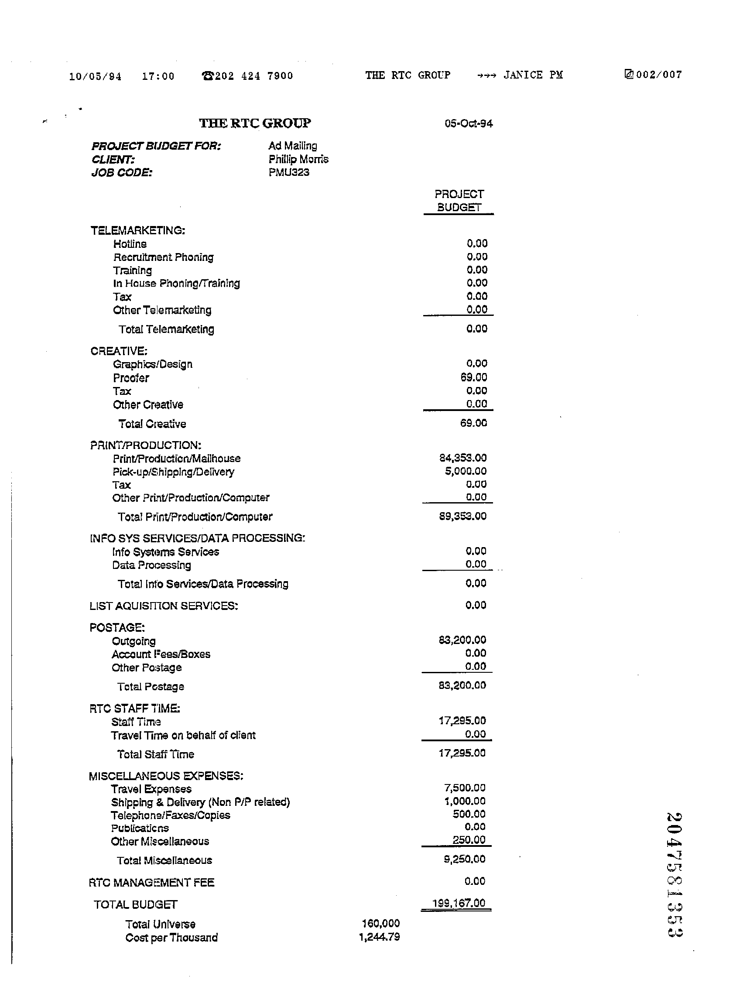 10/05/94 17:00 ☎202 424 7900 THE RTC GROUP →→→ JANICE PM 002/007
THE RTC GROUP 05-Oct-94
PROJECT BUDGET FOR: Ad Mailing
CLIENT: Phillip Morris
JOB CODE: PMU323
PROJECT
BUDGET
TELEMARKETING:
Hotline 0.00
Recruitment Phoning 0.00
Training 0.00
In House Phoning/Training 0.00
Tax 0.00
Other Telemarketing 0.00
Total Telemarketing 0.00
CREATIVE:
Graphics/Design 0.00
Proofer 69.00
Tax 0.00
Other Creative 0.00
Total Creative 69.00
PRINT/PRODUCTION:
Print/Production/Mailhouse 84,353.00
Pick-up/Shipping/Delivery 5,000.00
Tax 0.00
Other Print/Production/Computer 0.00
Total Print/Production/Computer 89,353.00
INFO SYS SERVICES/DATA PROCESSING:
Info Systems Services 0.00
Data Processing 0.00
Total Info Services/Data Processing 0.00
LIST AQUISITION SERVICES: 0.00
POSTAGE:
Outgoing 83,200.00
Account Fees/Boxes 0.00
Other Postage 0.00
Total Postage 83,200.00
RTC STAFF TIME:
Staff Time 17,295.00
Travel Time on behalf of client 0.00
Total Staff Time 17,295.00
MISCELLANEOUS EXPENSES:
Travel Expenses 7,500.00
Shipping & Delivery (Non P/P related) 1,000.00
Telephone/Faxes/Copies 500.00
Publications 0.00
Other Miscellaneous 250.00
Total Miscellaneous 9,250.00
RTC MANAGEMENT FEE 0.00
TOTAL BUDGET 199,167.00
Total Universe 160,000
Cost per Thousand 1,244.79
2047581353